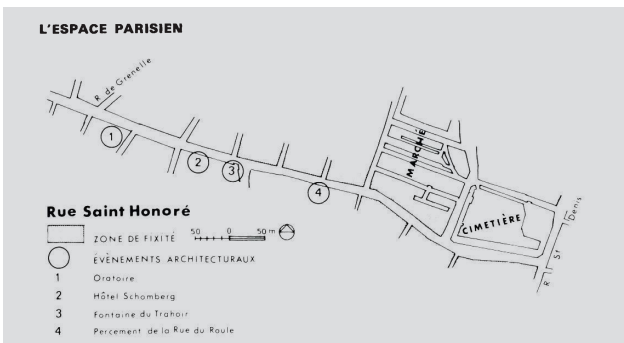 L'ESPACE PARISIEN
R de Grenelle
1
2
3
4
MARCHÉ
CIMETIÈRE
R St Denis
Rue Saint Honoré
ZONE DE FIXITÉ
50 0 50 m
ÉVÈNEMENTS ARCHITECTURAUX
1 Oratoire
2 Hôtel Schomberg
3 Fontaine du Trahoir
4 Percement de la Rue du Roule